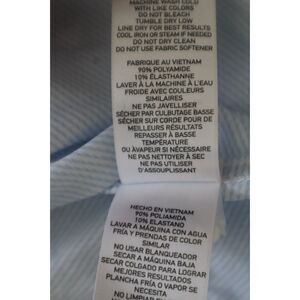 MACHINE WASH COLD
WITH LIKE COLORS
DO NOT BLEACH
TUMBLE DRY LOW
LINE DRY FOR BEST RESULTS
COOL IRON OR STEAM IF NEEDED
DO NOT DRY CLEAN
DO NOT USE FABRIC SOFTENER
FABRIQUE AU VIETNAM
90% POLYAMIDE
10% ÉLASTHANNE
LAVER À LA MACHINE À L'EAU
FROIDE AVEC COULEURS
SIMILAIRES
NE PAS JAVELLISER
SÉCHER PAR CULBUTAGE BAS
SÉCHER SUR CORDE POUR DE
MEILLEURS RÉSULTATS
REPASSER À BASSE
TEMPÉRATURE
OU ÀVAPEUR SI NÉCESSAIRE
NE PAS NETTOYER À SEC
NE PAS UTILISER
D'ASSOUPLISSANT
HECHO EN VIETNAM
90% POLIAMIDA
10% ELASTANO
LAVAR A MÁQUINA CON AGUA
FRÍA Y PRENDAS DE COLOR
SIMILAR
NO USAR BLANQUEADOR
SECAR A MÁQUINA BAJA
SECAR COLGADO PARA LOGRAR
MEJORES RESULTADOS
PLANCHA FRÍA O VAPOR SE
NECESITA